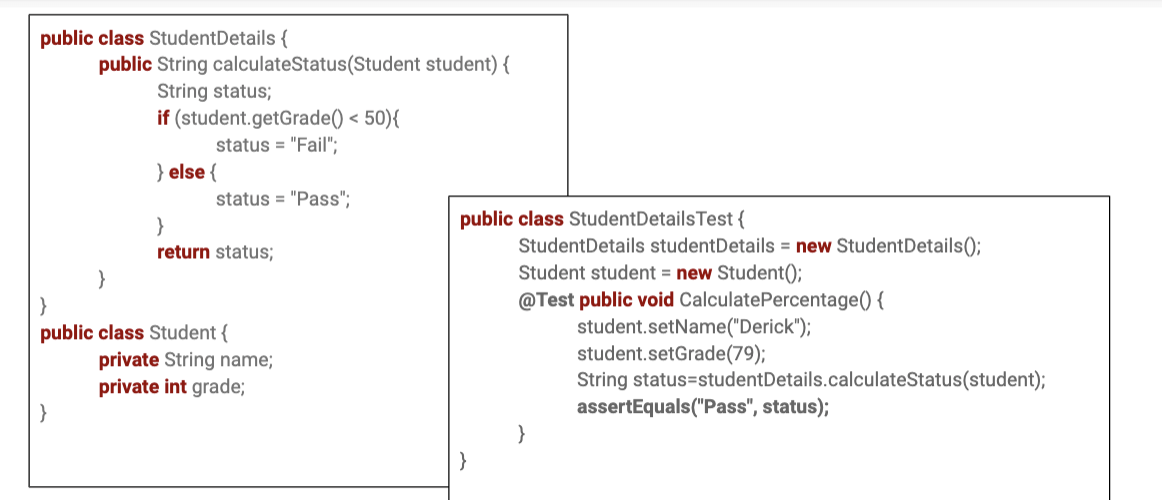 public class StudentDetails {
public String calculateStatus(Student student) {
String status;
if (student.getGrade() < 50){
status = "Fail";
} else {
status = "Pass";
}
return status;
}
}
public class Student {
private String name;
private int grade;
}
public class StudentDetailsTest {
StudentDetails studentDetails = new StudentDetails();
Student student = new Student();
@Test public void CalculatePercentage() {
student.setName("Derick");
student.setGrade(79);
String status=studentDetails.calculateStatus(student);
assertEquals("Pass", status);
}
}